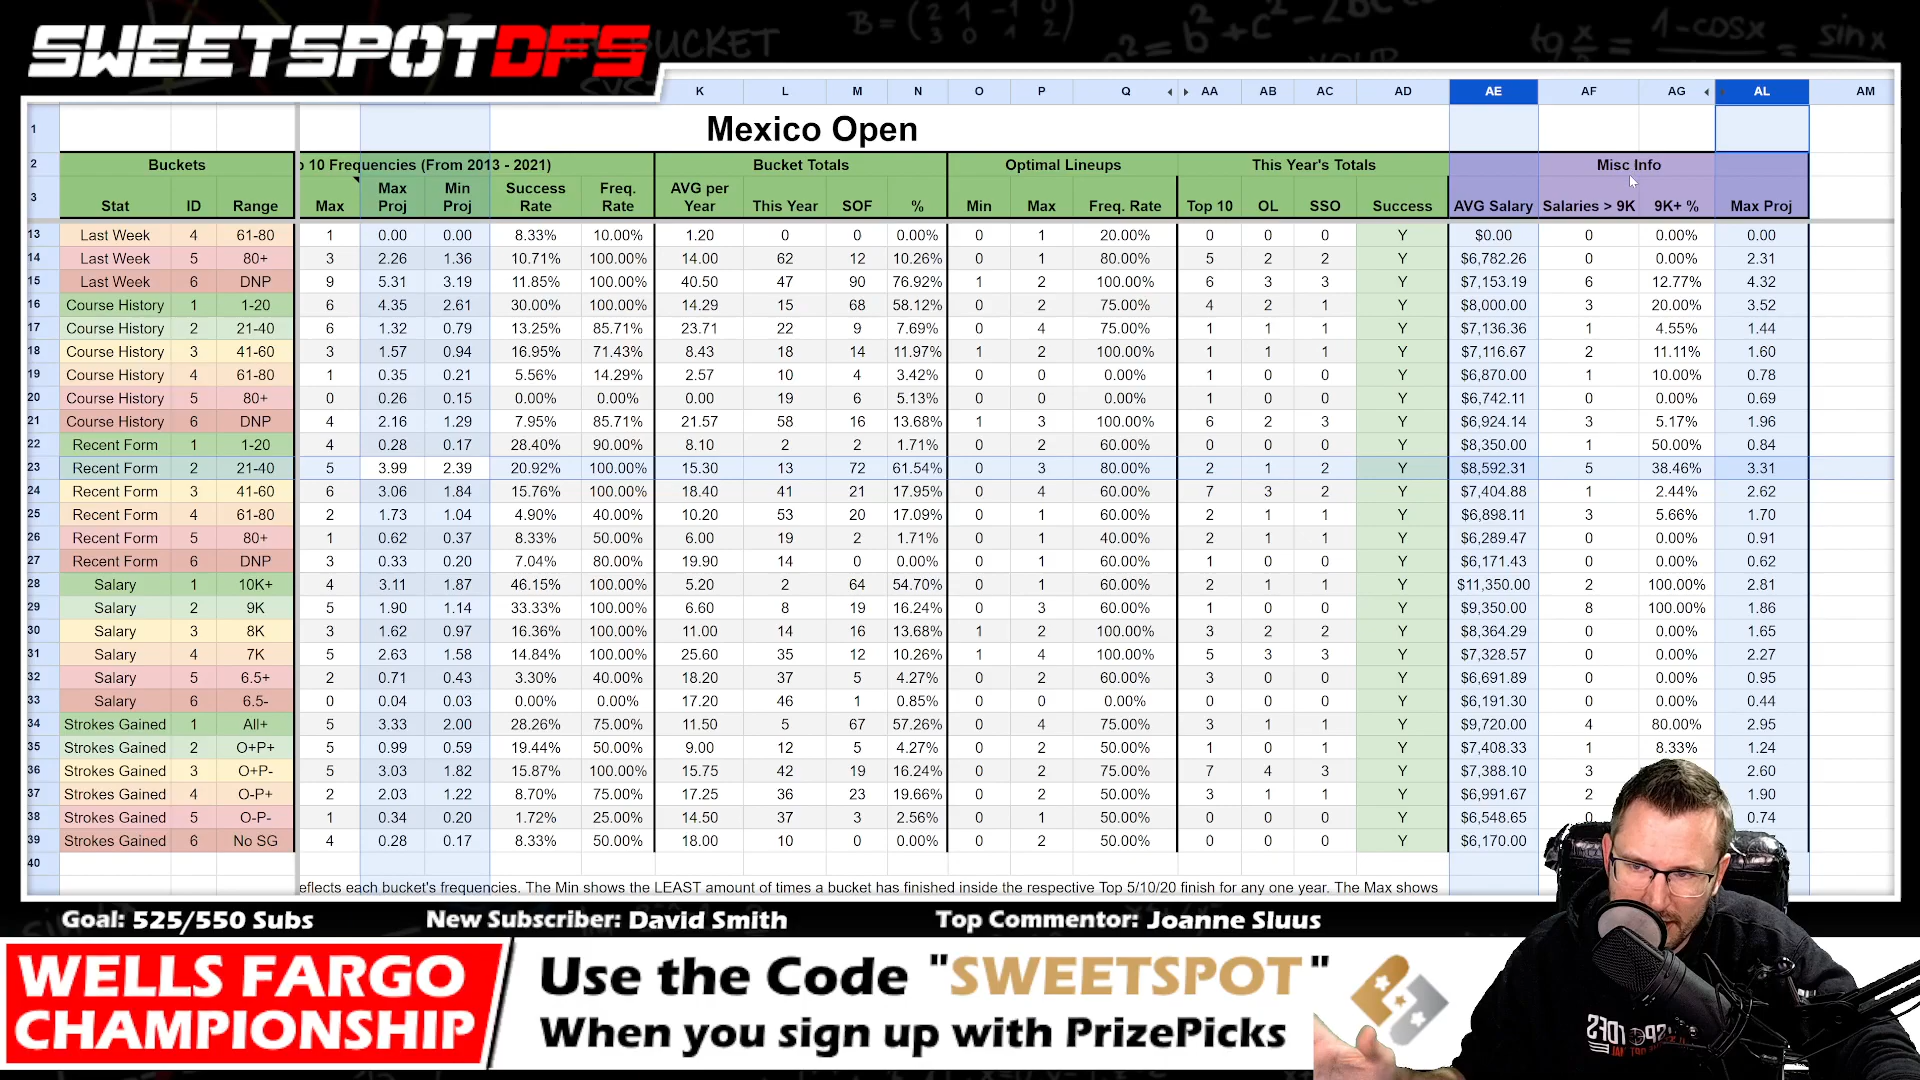 SWEETSPOTDFS
BUCKET
K L M N O P Q AA AB AC AD AE AF AG AL AM
1 Mexico Open
2 Buckets p 10 Frequencies (From 2013 - 2021) Bucket Totals Optimal Lineups This Year's Totals Misc Info
3 Stat ID Range Max Max Proj Min Proj Success Rate Freq. Rate AVG per Year This Year SOF % Min Max Freq. Rate Top 10 OL SSO Success AVG Salary Salaries > 9K 9K+ % Max Proj
13 Last Week 4 61-80 1 0.00 0.00 8.33% 10.00% 1.20 0 0 0.00% 0 1 20.00% 0 0 0 Y $0.00 0 0.00% 0.00
14 Last Week 5 80+ 3 2.26 1.36 10.71% 100.00% 14.00 62 12 10.26% 0 1 80.00% 5 2 2 Y $6,782.26 0 0.00% 2.31
15 Last Week 6 DNP 9 5.31 3.19 11.85% 100.00% 40.50 47 90 76.92% 1 2 100.00% 6 3 3 Y $7,153.19 6 12.77% 4.32
16 Course History 1 1-20 6 4.35 2.61 30.00% 100.00% 14.29 15 68 58.12% 0 2 75.00% 4 2 1 Y $8,000.00 3 20.00% 3.52
17 Course History 2 21-40 6 1.32 0.79 13.25% 85.71% 23.71 22 9 7.69% 0 4 75.00% 1 1 1 Y $7,136.36 1 4.55% 1.44
18 Course History 3 41-60 3 1.57 0.94 16.95% 71.43% 8.43 18 14 11.97% 1 2 100.00% 1 1 1 Y $7,116.67 2 11.11% 1.60
19 Course History 4 61-80 1 0.35 0.21 5.56% 14.29% 2.57 10 4 3.42% 0 0 0.00% 1 0 0 Y $6,870.00 1 10.00% 0.78
20 Course History 5 80+ 0 0.26 0.15 0.00% 0.00% 0.00 19 6 5.13% 0 0 0.00% 1 0 0 Y $6,742.11 0 0.00% 0.69
21 Course History 6 DNP 4 2.16 1.29 7.95% 85.71% 21.57 58 16 13.68% 1 3 100.00% 6 2 3 Y $6,924.14 3 5.17% 1.96
22 Recent Form 1 1-20 4 0.28 0.17 28.40% 90.00% 8.10 2 2 1.71% 0 2 60.00% 0 0 0 Y $8,350.00 1 50.00% 0.84
23 Recent Form 2 21-40 5 3.99 2.39 20.92% 100.00% 15.30 13 72 61.54% 0 3 80.00% 2 1 2 Y $8,592.31 5 38.46% 3.31
24 Recent Form 3 41-60 6 3.06 1.84 15.76% 100.00% 18.40 41 21 17.95% 0 4 60.00% 7 3 2 Y $7,404.88 1 2.44% 2.62
25 Recent Form 4 61-80 2 1.73 1.04 4.90% 40.00% 10.20 53 20 17.09% 0 1 60.00% 2 1 1 Y $6,898.11 3 5.66% 1.70
26 Recent Form 5 80+ 1 0.62 0.37 8.33% 50.00% 6.00 19 2 1.71% 0 1 40.00% 2 1 1 Y $6,289.47 0 0.00% 0.91
27 Recent Form 6 DNP 3 0.33 0.20 7.04% 80.00% 19.90 14 0 0.00% 0 1 60.00% 1 0 0 Y $6,171.43 0 0.00% 0.62
28 Salary 1 10K+ 4 3.11 1.87 46.15% 100.00% 5.20 2 64 54.70% 0 1 60.00% 2 1 1 Y $11,350.00 2 100.00% 2.81
29 Salary 2 9K 5 1.90 1.14 33.33% 100.00% 6.60 8 19 16.24% 0 3 60.00% 1 0 0 Y $9,350.00 8 100.00% 1.86
30 Salary 3 8K 3 1.62 0.97 16.36% 100.00% 11.00 14 16 13.68% 1 2 100.00% 3 2 2 Y $8,364.29 0 0.00% 1.65
31 Salary 4 7K 5 2.63 1.58 14.84% 100.00% 25.60 35 12 10.26% 1 4 100.00% 5 3 3 Y $7,328.57 0 0.00% 2.27
32 Salary 5 6.5+ 2 0.71 0.43 3.30% 40.00% 18.20 37 5 4.27% 0 2 60.00% 3 0 0 Y $6,691.89 0 0.00% 0.95
33 Salary 6 6.5- 0 0.04 0.03 0.00% 0.00% 17.20 46 1 0.85% 0 0 0.00% 0 0 0 Y $6,191.30 0 0.00% 0.44
34 Strokes Gained 1 All+ 5 3.33 2.00 28.26% 75.00% 11.50 5 67 57.26% 0 4 75.00% 3 1 1 Y $9,720.00 4 80.00% 2.95
35 Strokes Gained 2 O+P+ 5 0.99 0.59 19.44% 50.00% 9.00 12 5 4.27% 0 2 50.00% 1 0 1 Y $7,408.33 1 8.33% 1.24
36 Strokes Gained 3 O+P- 5 3.03 1.82 15.87% 100.00% 15.75 42 19 16.24% 0 2 75.00% 7 4 3 Y $7,388.10 3 2.60
37 Strokes Gained 4 O-P+ 2 2.03 1.22 8.70% 75.00% 17.25 36 23 19.66% 0 2 50.00% 3 1 1 Y $6,991.67 2 1.90
38 Strokes Gained 5 O-P- 1 0.34 0.20 1.72% 25.00% 14.50 37 3 2.56% 0 1 50.00% 0 0 0 Y $6,548.65 0 0.74
39 Strokes Gained 6 No SG 4 0.28 0.17 8.33% 50.00% 18.00 10 0 0.00% 0 2 50.00% 0 0 0 Y $6,170.00
40
eflects each bucket's frequencies. The Min shows the LEAST amount of times a bucket has finished inside the respective Top 5/10/20 finish for any one year. The Max shows
Goal: 525/550 Subs New Subscriber: David Smith Top Commentor: Joanne Sluus
WELLS FARGO
CHAMPIONSHIP
Use the Code "SWEETSPOT"
When you sign up with PrizePicks